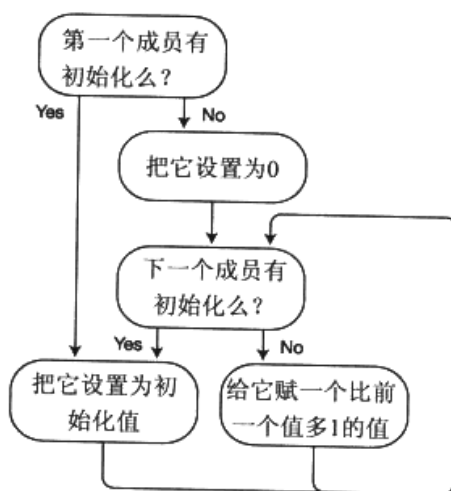 第一个成员有
初始化么？
Yes
No
把它设置为0
下一个成员有
初始化么？
Yes
No
把它设置为初
始化值
给它赋一个比前
一个值多1的值